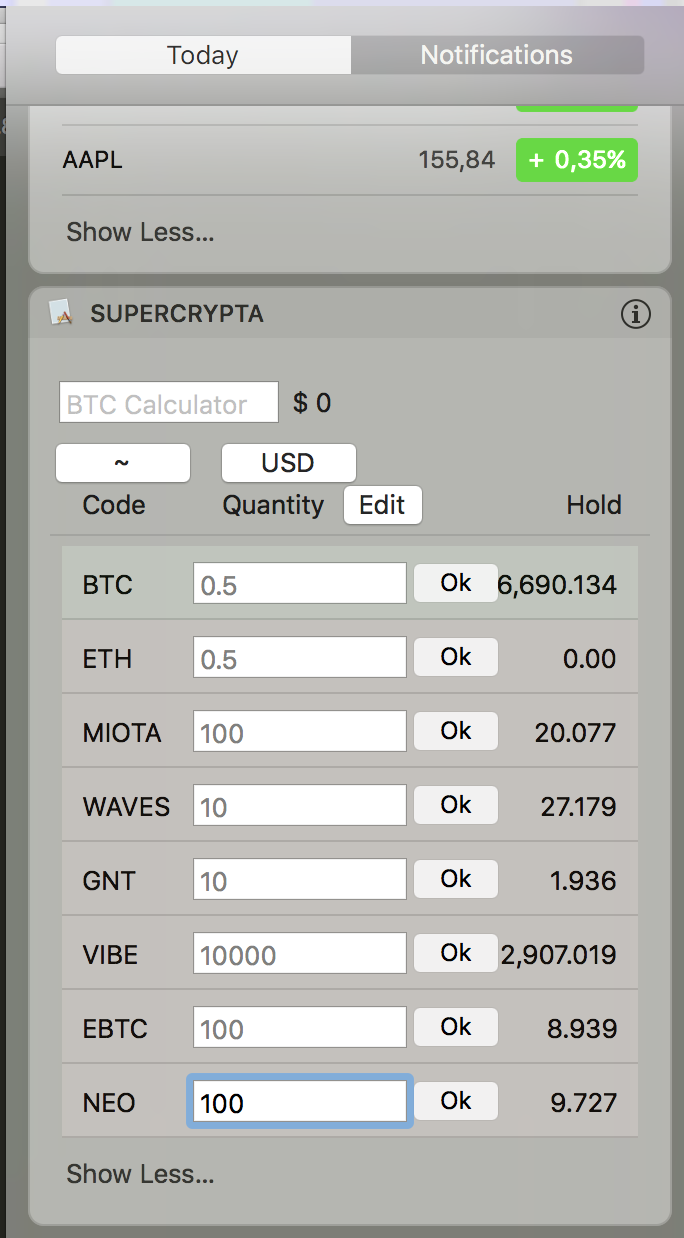 Today Notifications
AAPL 155,84 + 0,35%
Show Less...
SUPERCRYPTA
BTC Calculator $ 0
~ USD
Code Quantity Edit Hold
BTC 0.5 Ok 6,690.134
ETH 0.5 Ok 0.00
MIOTA 100 Ok 20.077
WAVES 10 Ok 27.179
GNT 10 Ok 1.936
VIBE 10000 Ok 2,907.019
EBTC 100 Ok 8.939
NEO 100 Ok 9.727
Show Less...